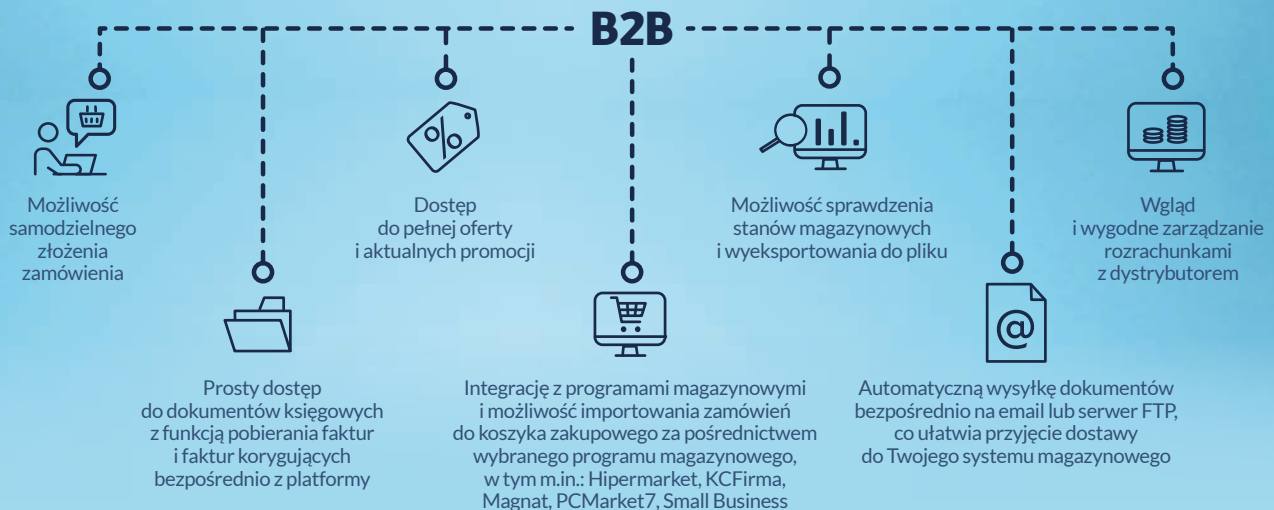 B2B
Możliwość
samodzielnego
złożenia
zamówienia
Prosty dostęp
do dokumentów księgowych
z funkcją pobierania faktur
i faktur korygujących
bezpośrednio z platformy
Dostęp
do pełnej oferty
i aktualnych promocji
Integrację z programami magazynowymi
i możliwość importowania zamówień
do koszyka zakupowego za pośrednictwem
wybranego programu magazynowego,
w tym m.in.: Hipermarket, KCFirma,
Magnat, PCMarket7, Small Business
Możliwość sprawdzenia
stanów magazynowych
i wyeksportowania do pliku
Automatyczną wysyłkę dokumentów
bezpośrednio na email lub serwer FTP,
co ułatwia przyjęcie dostawy
do Twojego systemu magazynowego
Wgląd
i wygodne zarządzanie
rozrachunkami
z dystrybutorem